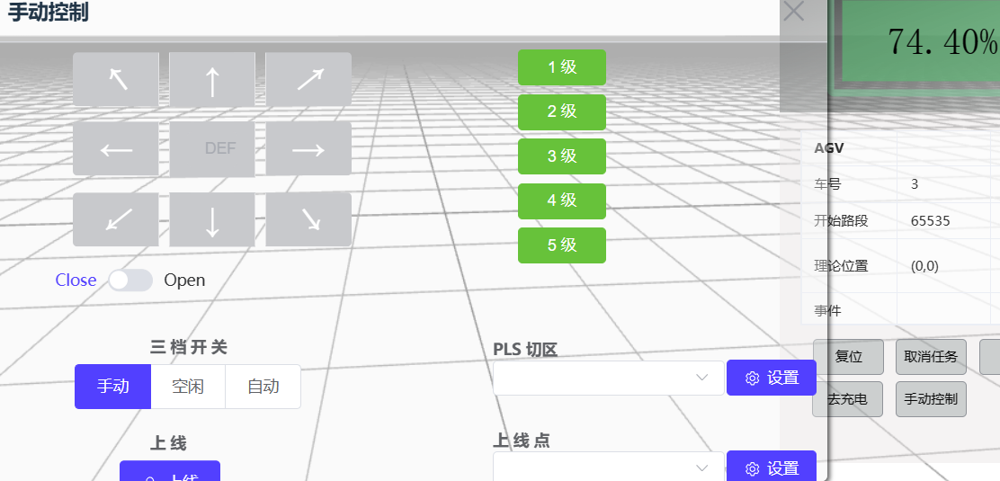 手动控制
74.40%
1 级
2 级
DEF
3 级
4 级
5 级
Close Open
AGV
车号 3
开始路段 65535
理论位置 (0,0)
事件
三档开关
手动 空闲 自动
PLS 切区
设置
复位 取消任务
去充电 手动控制
上线
上线
上线点
设置